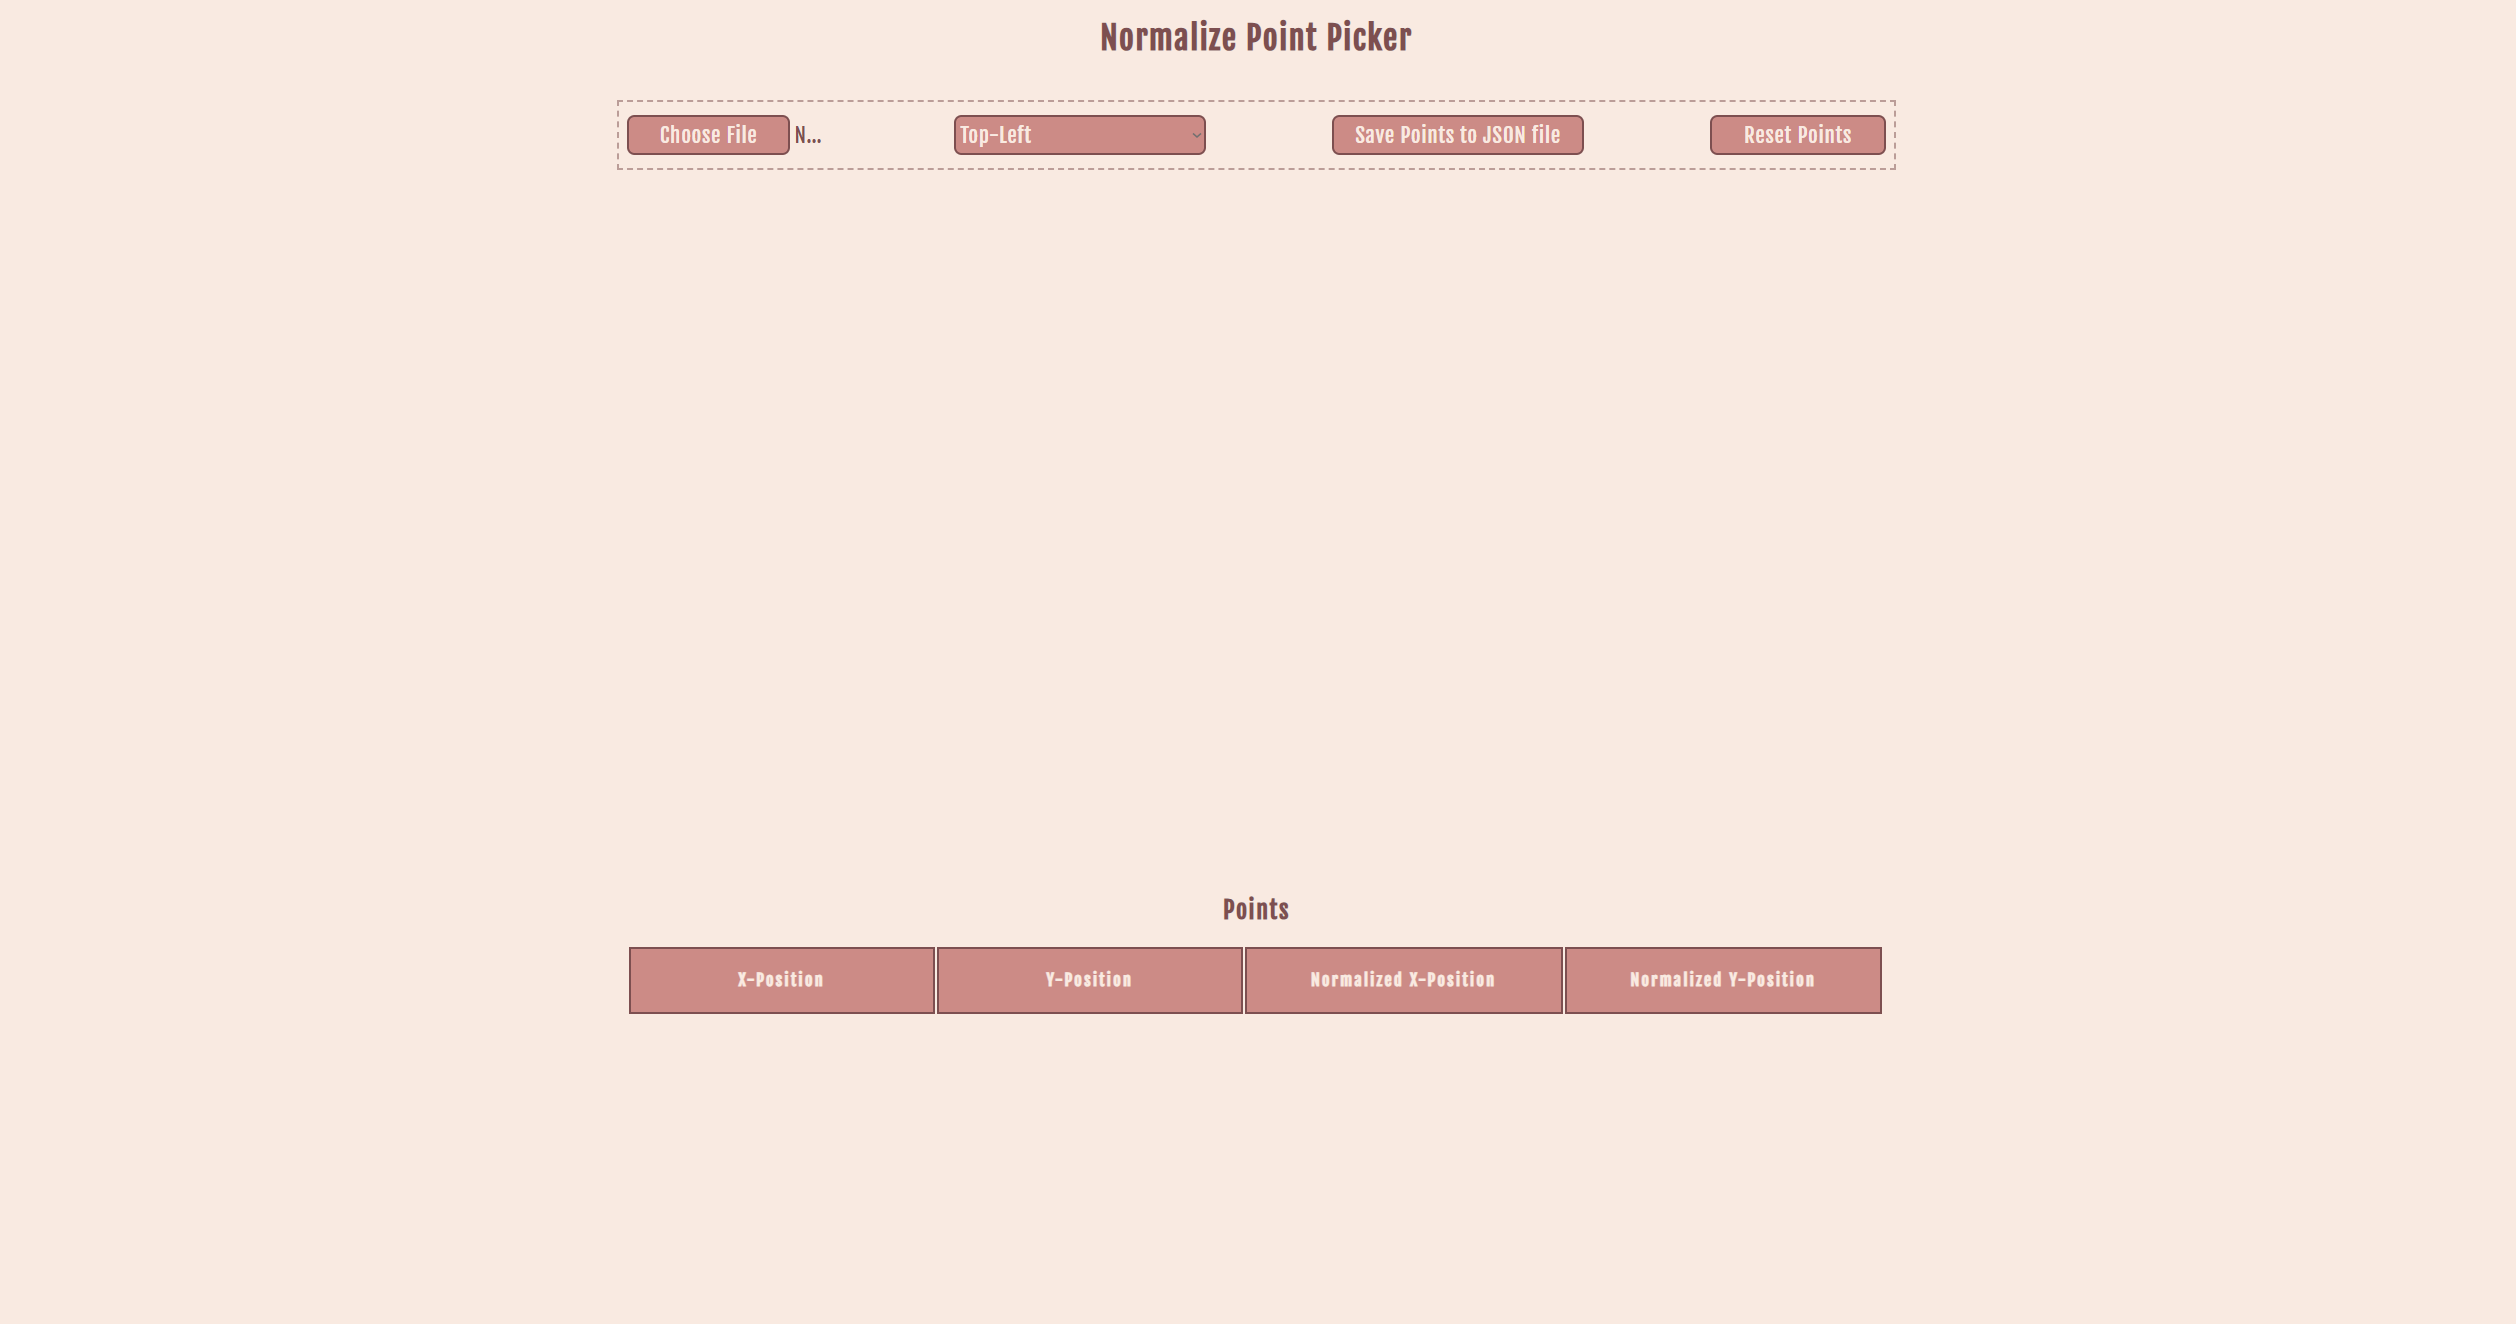 Normalize Point Picker
Choose File N... Top-Left Save Points to JSON file Reset Points
Points
X-Position Y-Position Normalized X-Position Normalized Y-Position